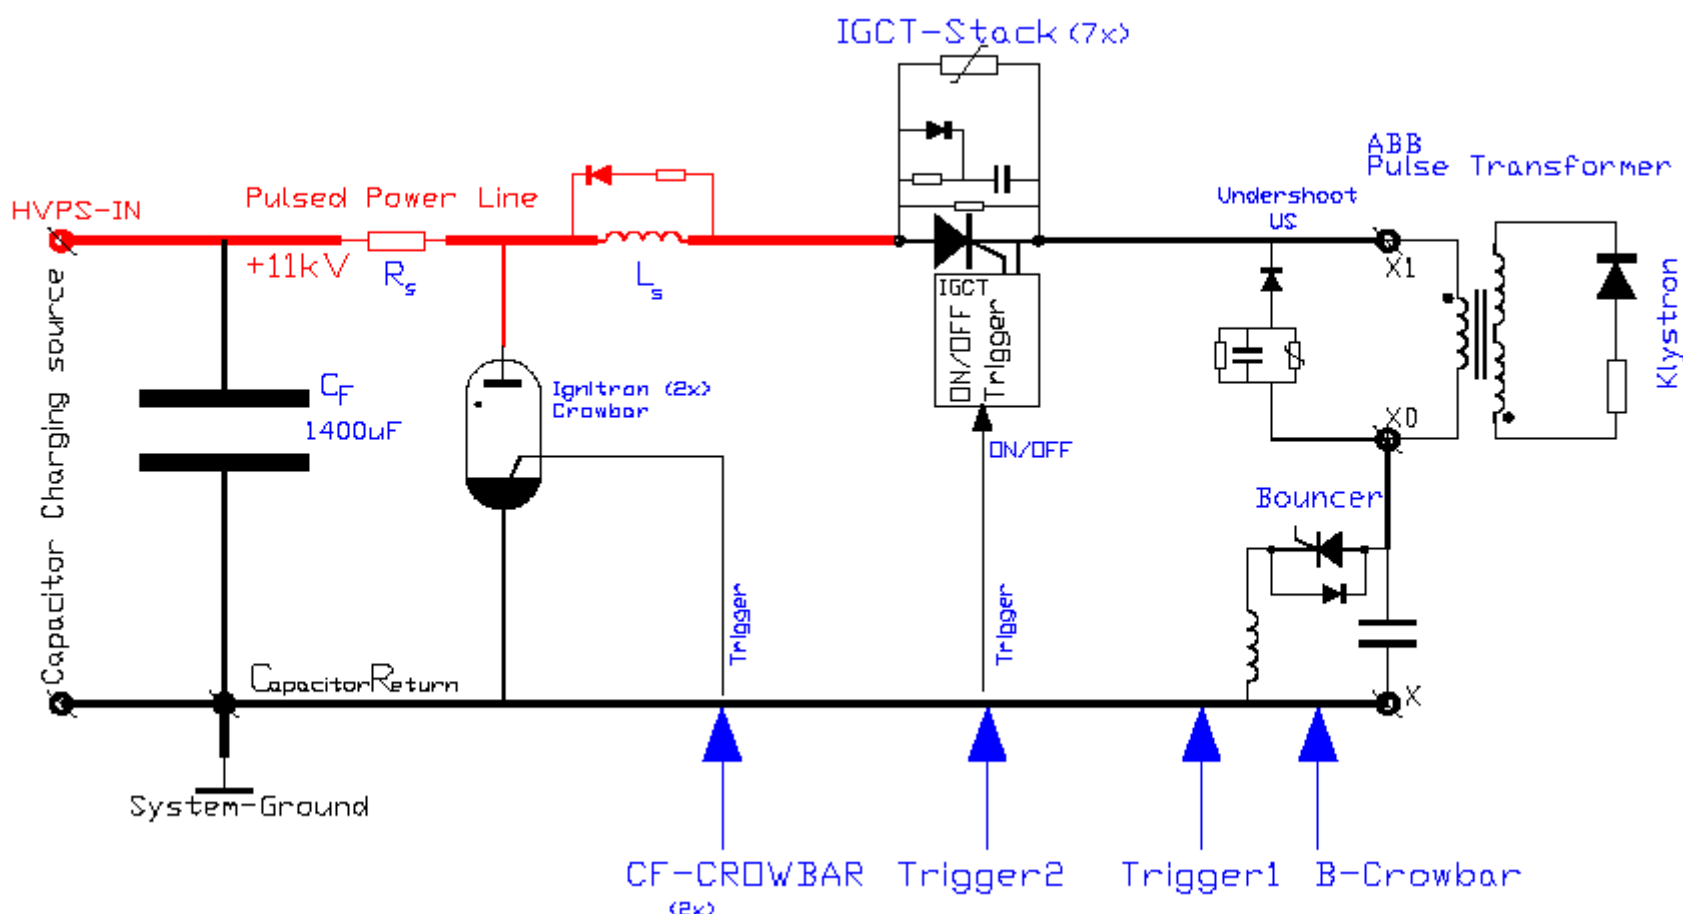 IGCT-Stack (7x)
ABB
Pulse Transformer
Undershoot
US
HVPS-IN
Pulsed Power Line
+11kV
Rs
Ls
X1
IGCT
ON/OFF
Trigger
Capacitor Charging source
CF
1400uF
Ignitron (2x)
Crowbar
ON/OFF
X0
Klystron
Bouncer
Trigger
Trigger
CapacitorReturn
X
System-Ground
CF-CROWBAR
(2x)
Trigger2
Trigger1
B-Crowbar